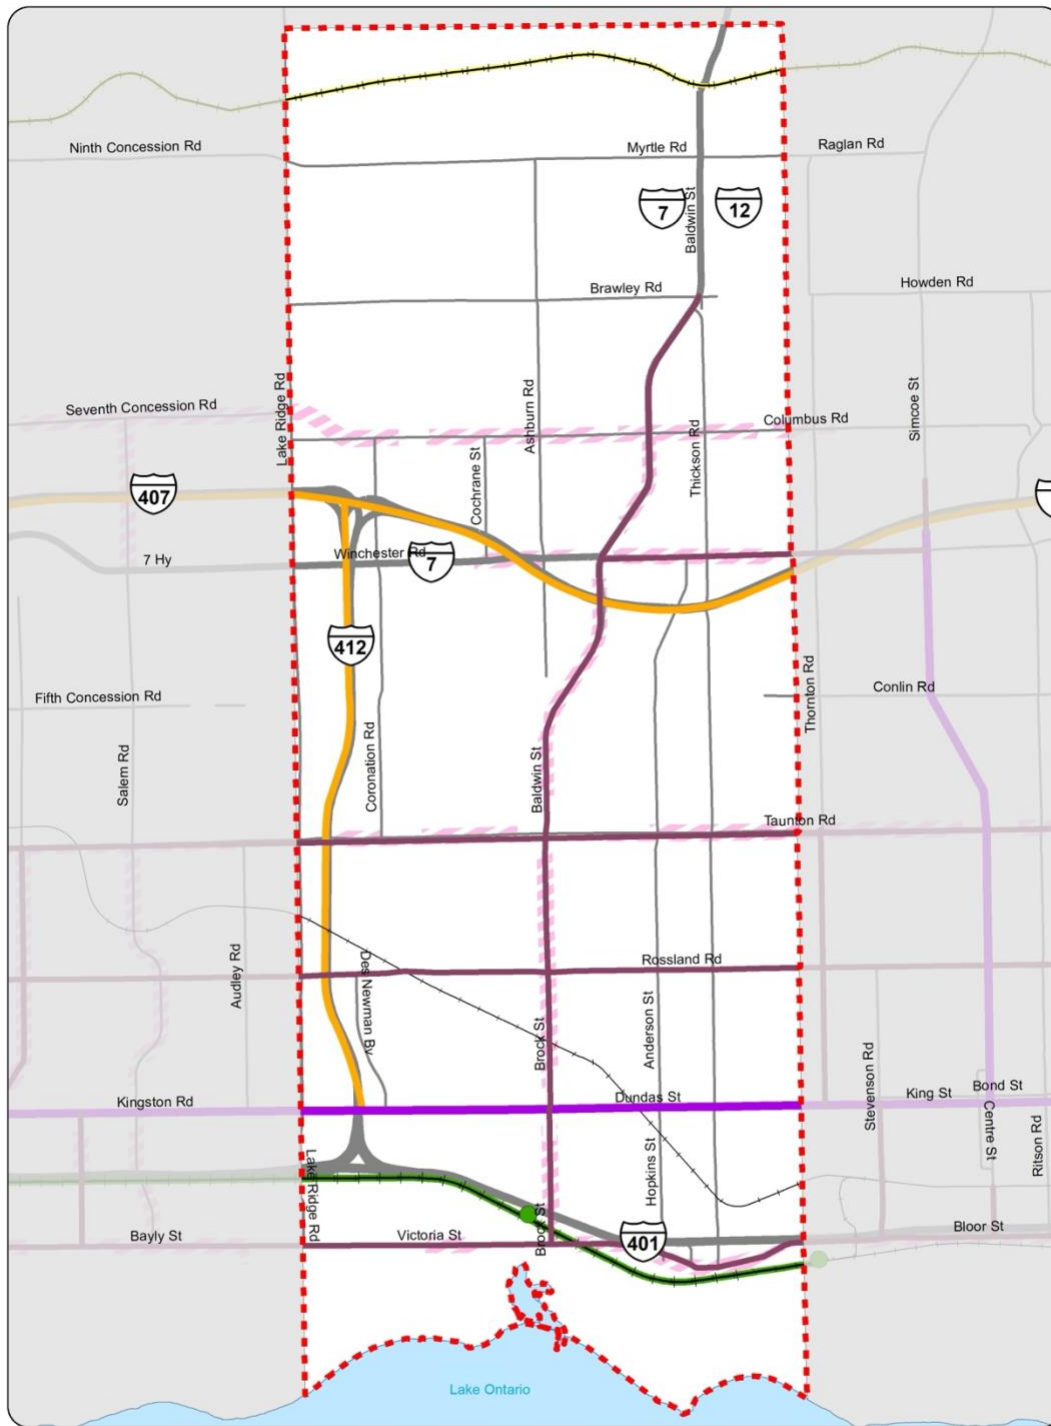 Ninth Concession Rd
Myrtle Rd
Raglan Rd
7
Baldwin St
12
Brawley Rd
Howden Rd
Seventh Concession Rd
Lake Ridge Rd
Ashburn Rd
Columbus Rd
Simcoe St
Thickson Rd
Cochrane St
407
7 Hy
Winchester Rd
7
412
Fifth Concession Rd
Conlin Rd
Thornton Rd
Salem Rd
Coronation Rd
Baldwin St
Taunton Rd
Audley Rd
Des Newman Bv
Rossland Rd
Brock St
Anderson St
Stevenson Rd
Kingston Rd
Dundas St
King St
Bond St
Centre St
Ritson Rd
Lake Ridge Rd
Hopkins St
Brock St
Bayly St
Victoria St
401
Bloor St
Lake Ontario